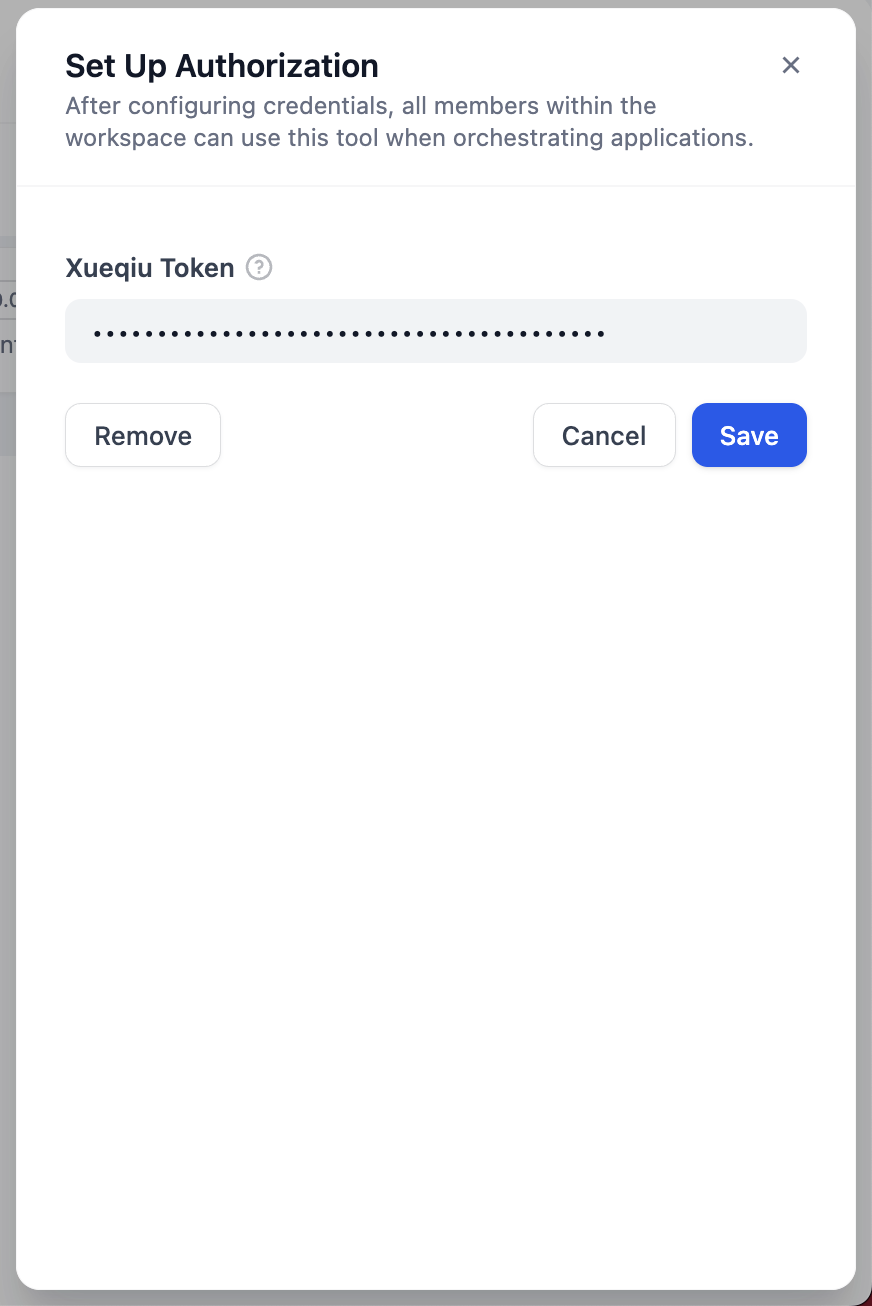 Set Up Authorization
After configuring credentials, all members within the
workspace can use this tool when orchestrating applications.
Xueqiu Token
••••••••••••••••••••••••••••••••••••••••
Remove
Cancel
Save